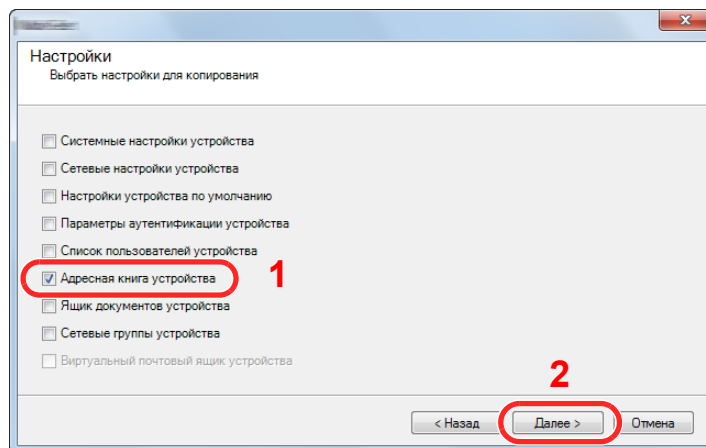 Настройки
Выбрать настройки для копирования
Системные настройки устройства
Сетевые настройки устройства
Настройки устройства по умолчанию
Параметры аутентификации устройства
Список пользователей устройства
Адресная книга устройства
1
Ящик документов устройства
Сетевые группы устройства
Виртуальный почтовый ящик устройства
2
< Назад Далее > Отмена